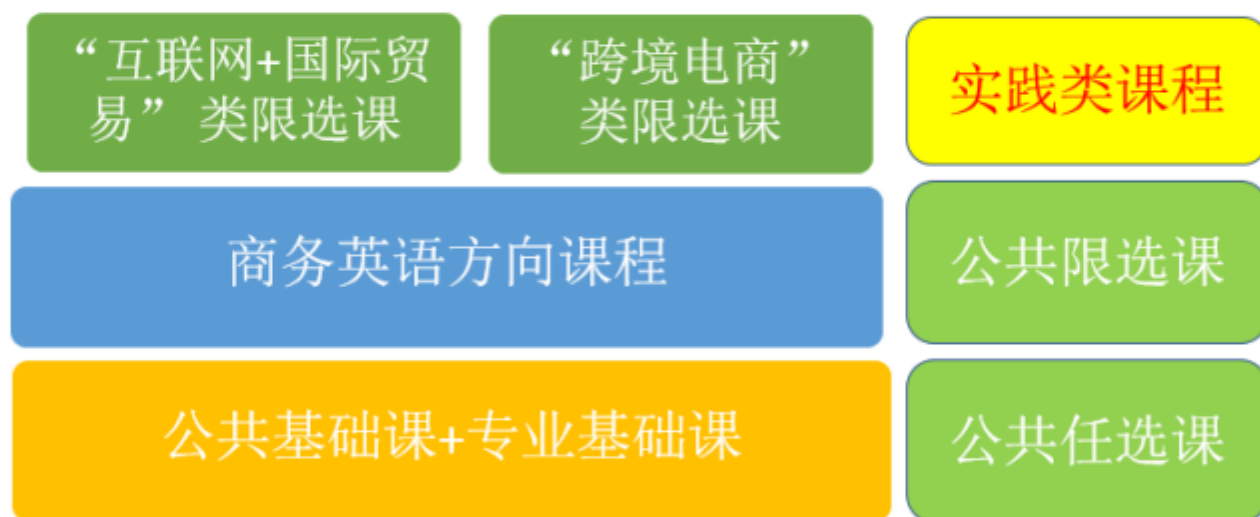 “互联网+国际贸
易” 类限选课
“跨境电商”
类限选课
实践类课程
商务英语方向课程
公共限选课
公共基础课+专业基础课
公共任选课